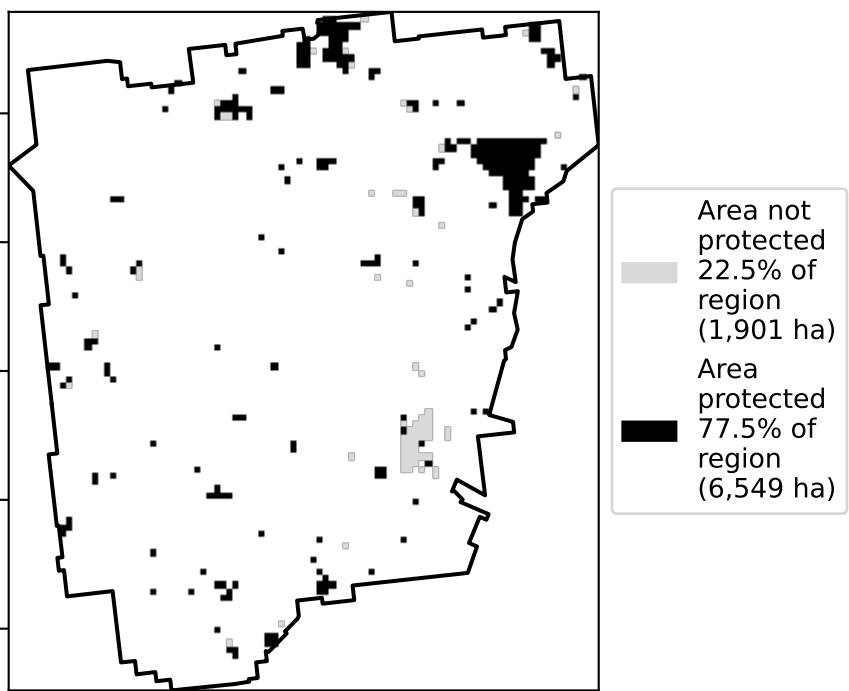 Area not
protected
22.5% of
region
(1,901 ha)
Area
protected
77.5% of
region
(6,549 ha)